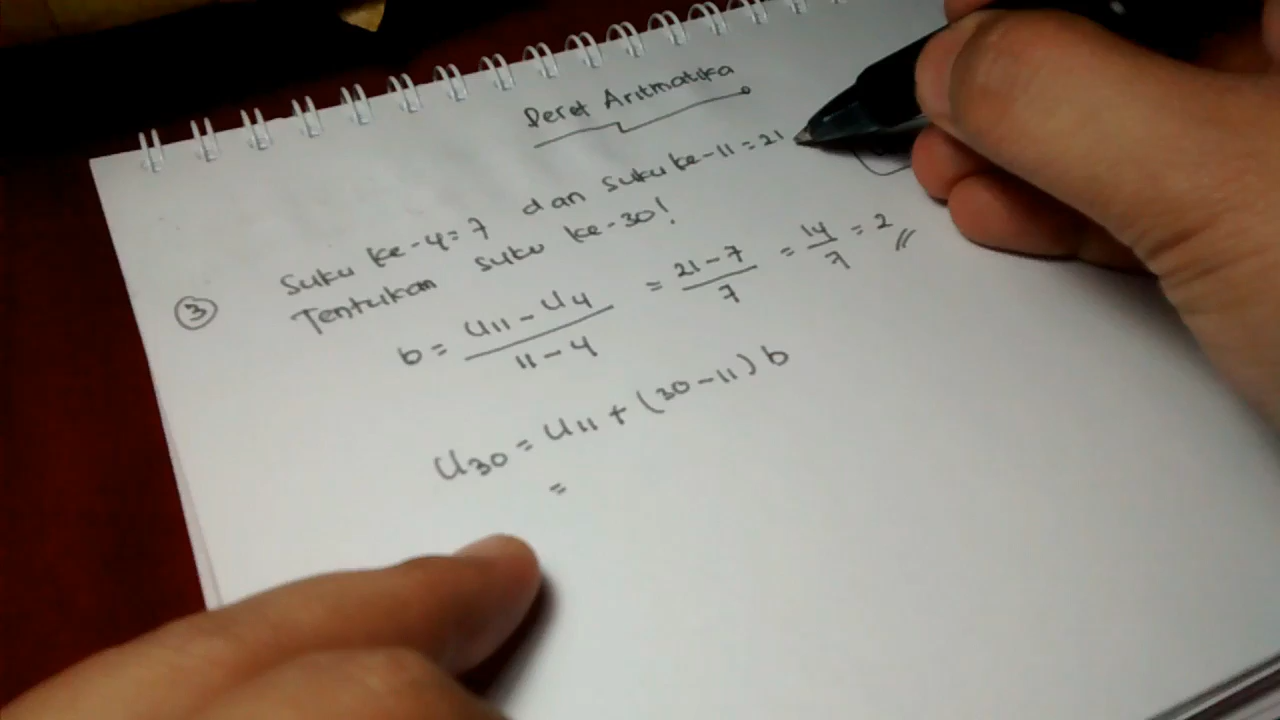 Deret Aritmatika
③ Suku ke-4=7 dan suku ke-11=21
Tentukan suku ke-30!
b = U11 - U4 / 11 - 4 = 21 - 7 / 7 = 14 / 7 = 2 //
U30 = U11 + (30 - 11) b
=